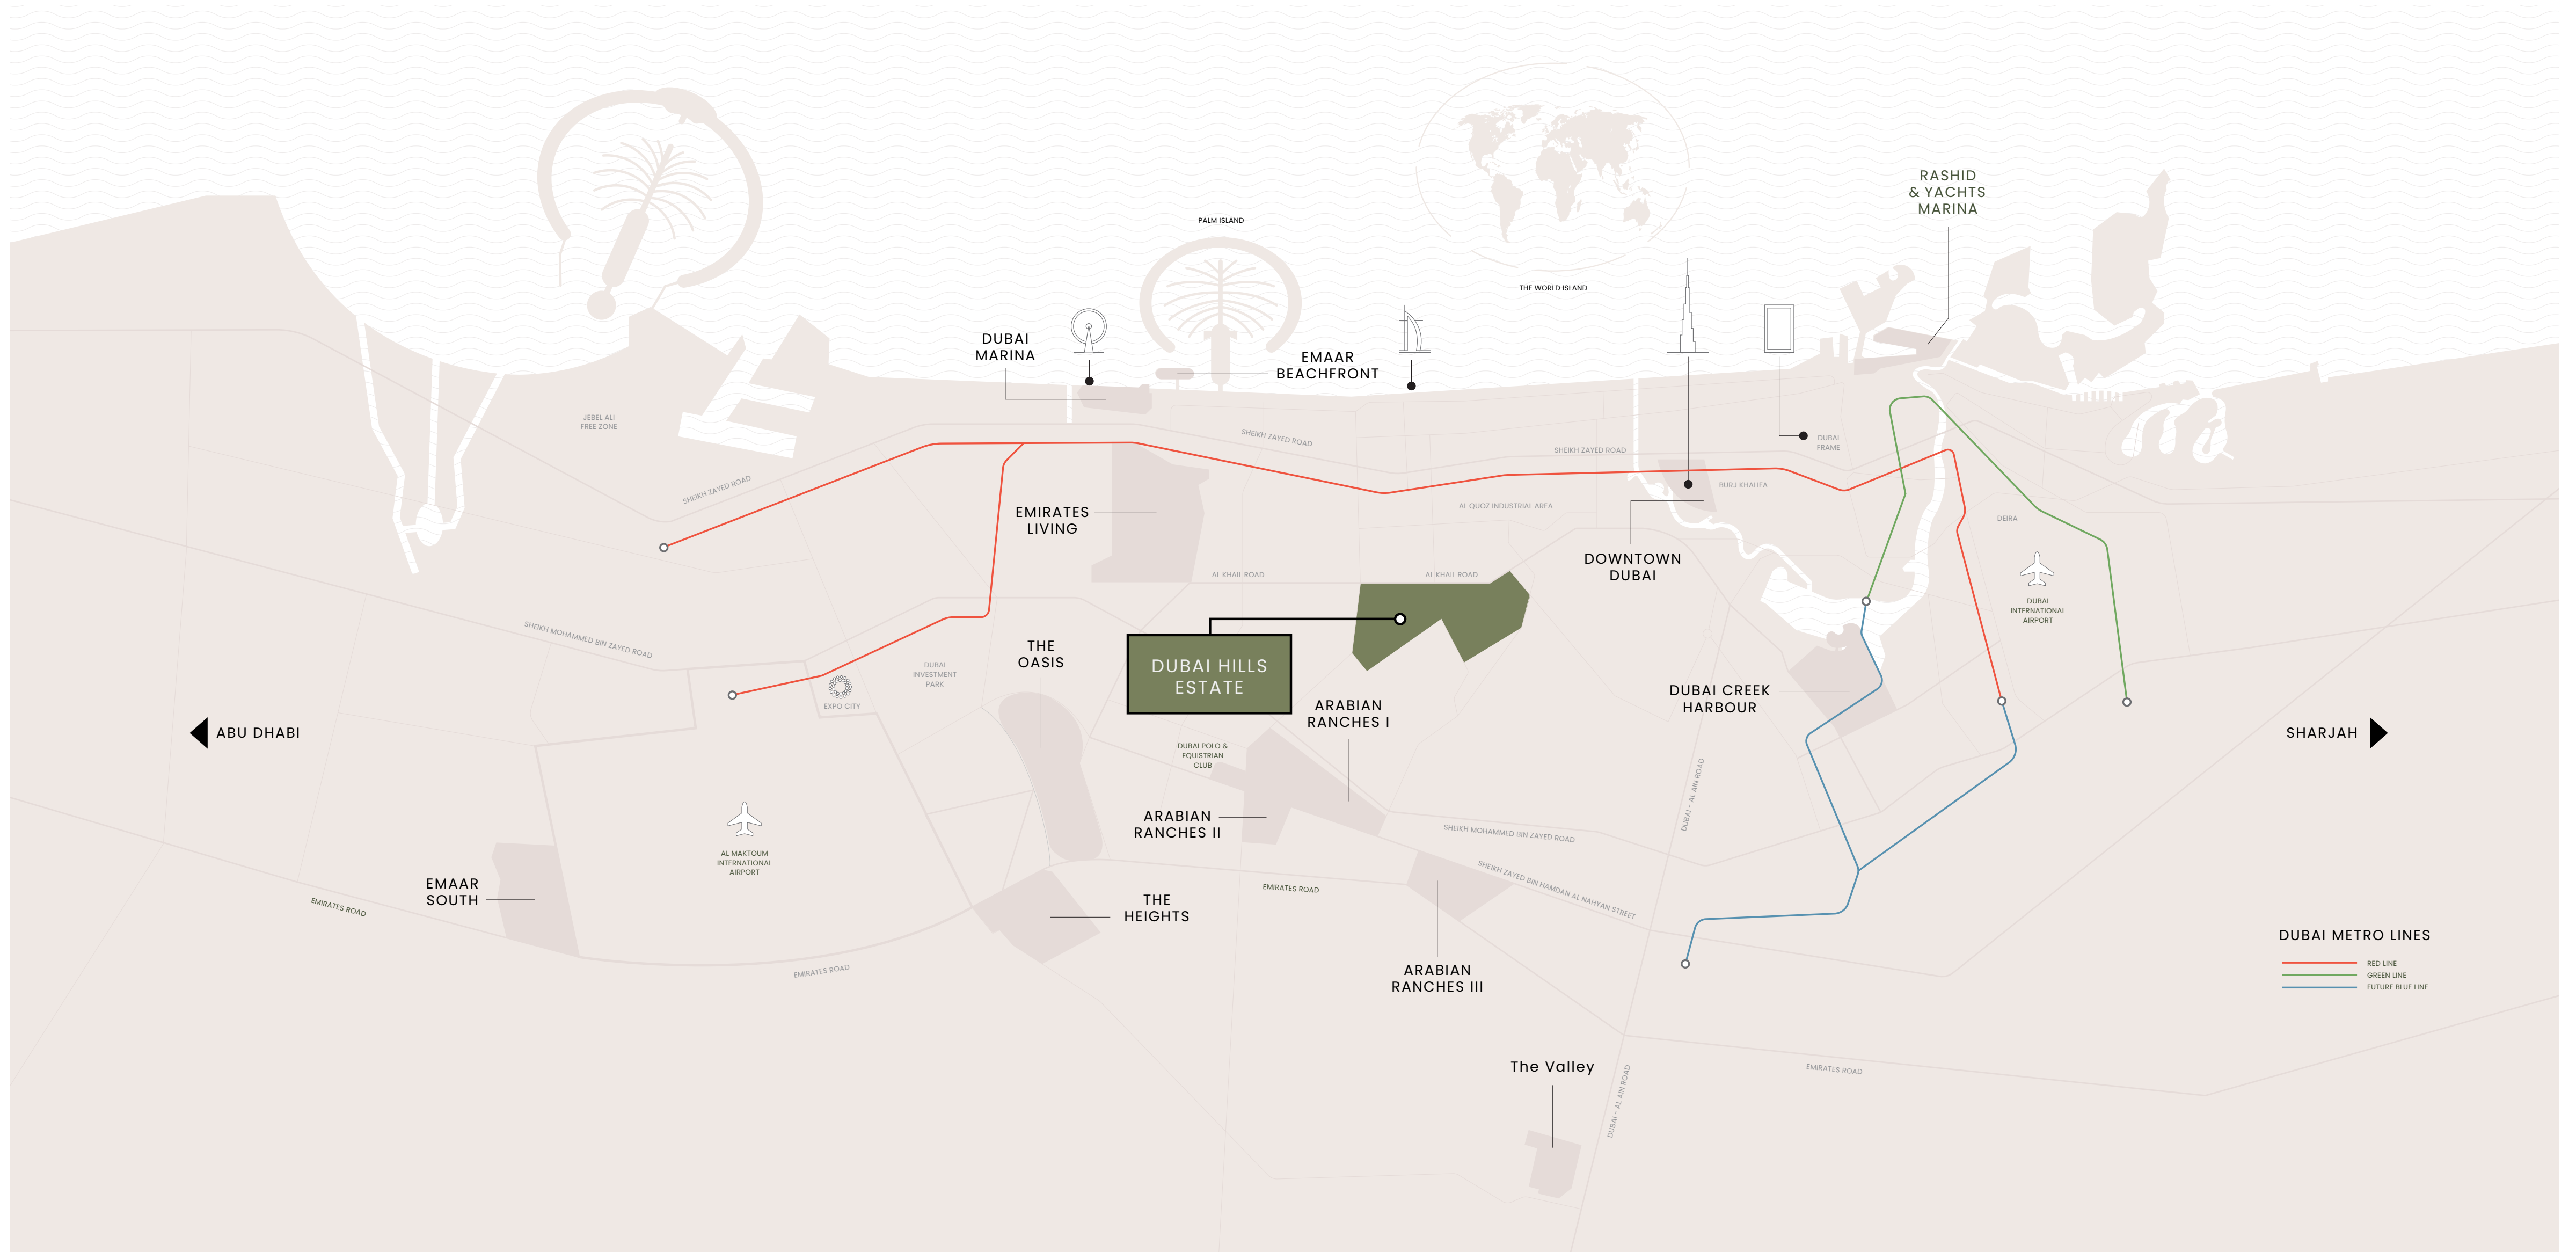 RASHID
& YACHTS
MARINA
PALM ISLAND
THE WORLD ISLAND
DUBAI
MARINA
EMAAR
BEACHFRONT
JEBEL ALI
FREE ZONE
SHEIKH ZAYED ROAD
SHEIKH ZAYED ROAD
SHEIKH ZAYED ROAD
DUBAI
FRAME
BURJ KHALIFA
EMIRATES
LIVING
AL QUOZ INDUSTRIAL AREA
DEIRA
DOWNTOWN
DUBAI
AL KHAIL ROAD
AL KHAIL ROAD
DUBAI
INTERNATIONAL
AIRPORT
SHEIKH MOHAMMED BIN ZAYED ROAD
THE
OASIS
DUBAI
INVESTMENT
PARK
DUBAI HILLS
ESTATE
EXPO CITY
ARABIAN
RANCHES I
DUBAI CREEK
HARBOUR
ABU DHABI
SHARJAH
DUBAI POLO &
EQUISTRIAN
CLUB
DUBAI - AL AIN ROAD
ARABIAN
RANCHES II
SHEIKH MOHAMMED BIN ZAYED ROAD
AL MAKTOUM
INTERNATIONAL
AIRPORT
SHEIKH ZAYED BIN HAMDAN AL NAHYAN STREET
EMAAR
SOUTH
EMIRATES ROAD
EMIRATES ROAD
THE
HEIGHTS
EMIRATES ROAD
ARABIAN
RANCHES III
DUBAI METRO LINES
RED LINE
GREEN LINE
FUTURE BLUE LINE
The Valley
EMIRATES ROAD
DUBAI - AL AIN ROAD